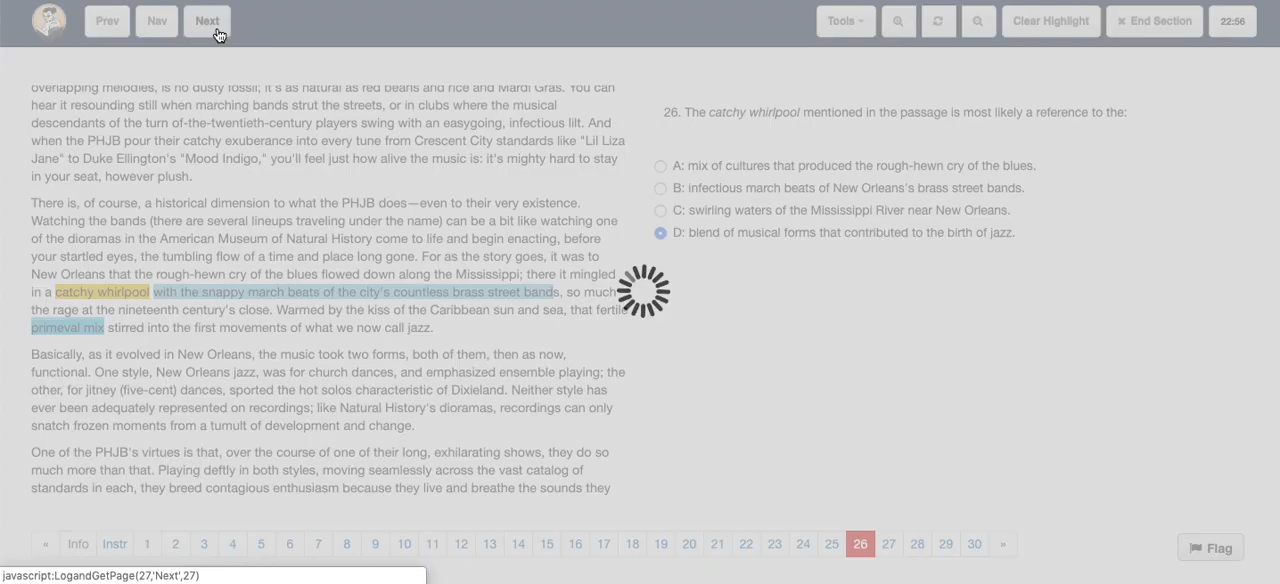 Prev
Nav
Next
Tools
Clear Highlight
End Section
22:56
overlapping melodies, is no dusty fossil; it's as natural as red beans and rice and Mardi Gras. You can
hear it resounding still when marching bands strut the streets, or in clubs where the musical
descendants of the turn of-the-twentieth-century players swing with an easygoing, infectious lilt. And
when the PHJB pour their catchy exuberance into every tune from Crescent City standards like "Lil Liza
Jane" to Duke Ellington's "Mood Indigo," you'll feel just how alive the music is: it's mighty hard to stay
in your seat, however plush.
There is, of course, a historical dimension to what the PHJB does—even to their very existence.
Watching the bands (there are several lineups traveling under the name) can be a bit like watching one
of the dioramas in the American Museum of Natural History come to life and begin enacting, before
your startled eyes, the tumbling flow of a time and place long gone. For as the story goes, it was to
New Orleans that the rough-hewn cry of the blues flowed down along the Mississippi; there it mingled
in a catchy whirlpool with the snappy march beats of the city's countless brass street bands, so much
the rage at the nineteenth century's close. Warmed by the kiss of the Caribbean sun and sea, that fertile
primeval mix stirred into the first movements of what we now call jazz.
Basically, as it evolved in New Orleans, the music took two forms, both of them, then as now,
functional. One style, New Orleans jazz, was for church dances, and emphasized ensemble playing; the
other, for jitney (five-cent) dances, sported the hot solos characteristic of Dixieland. Neither style has
ever been adequately represented on recordings; like Natural History's dioramas, recordings can only
snatch frozen moments from a tumult of development and change.
One of the PHJB's virtues is that, over the course of one of their long, exhilarating shows, they do so
much more than that. Playing deftly in both styles, moving seamlessly across the vast catalog of
standards in each, they breed contagious enthusiasm because they live and breathe the sounds they
26. The catchy whirlpool mentioned in the passage is most likely a reference to the:
A: mix of cultures that produced the rough-hewn cry of the blues.
B: infectious march beats of New Orleans's brass street bands.
C: swirling waters of the Mississippi River near New Orleans.
D: blend of musical forms that contributed to the birth of jazz.
« Info Instr 1 2 3 4 5 6 7 8 9 10 11 12 13 14 15 16 17 18 19 20 21 22 23 24 25 26 27 28 29 30 »
Flag
javascript:LogandGetPage(27,'Next',27)